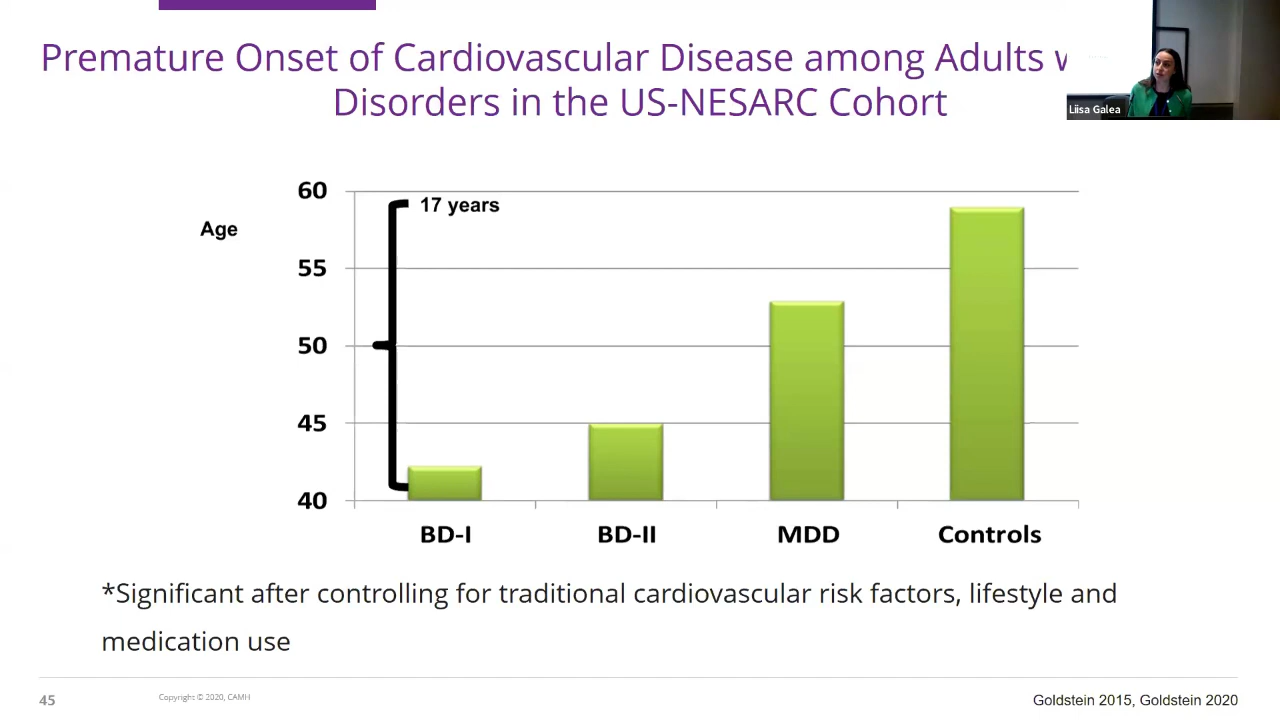 Premature Onset of Cardiovascular Disease among Adults
Disorders in the US-NESARC Cohort
Liisa Galea
60
17 years
Age
55
50
45
40
BD-I
BD-II
MDD
Controls
*Significant after controlling for traditional cardiovascular risk factors, lifestyle and
medication use
45
Copyright © 2020, CAMH
Goldstein 2015, Goldstein 2020